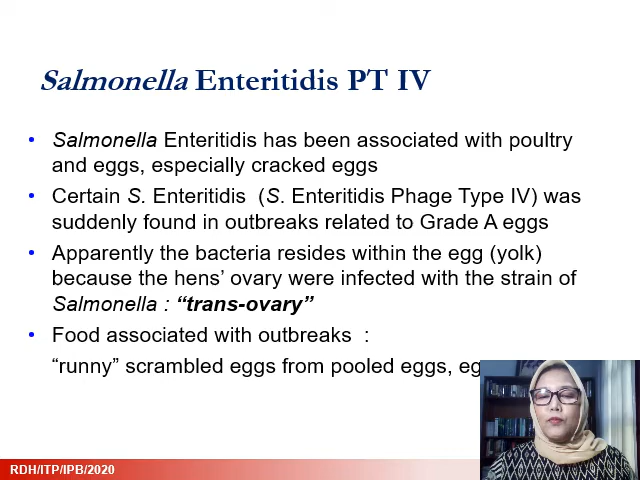 Salmonella Enteritidis PT IV
• Salmonella Enteritidis has been associated with poultry
and eggs, especially cracked eggs
• Certain S. Enteritidis (S. Enteritidis Phage Type IV) was
suddenly found in outbreaks related to Grade A eggs
• Apparently the bacteria resides within the egg (yolk)
because the hens’ ovary were infected with the strain of
Salmonella : “trans-ovary”
• Food associated with outbreaks :
“runny” scrambled eggs from pooled eggs,
RDH/ITP/IPB/2020